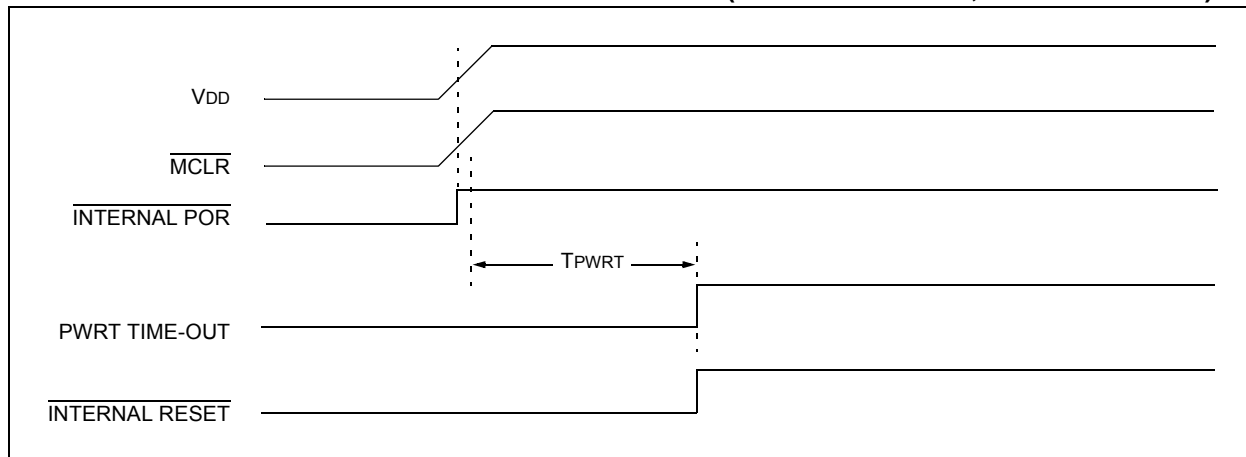 VDD
MCLR
INTERNAL POR
TPWRT
PWRT TIME-OUT
INTERNAL RESET